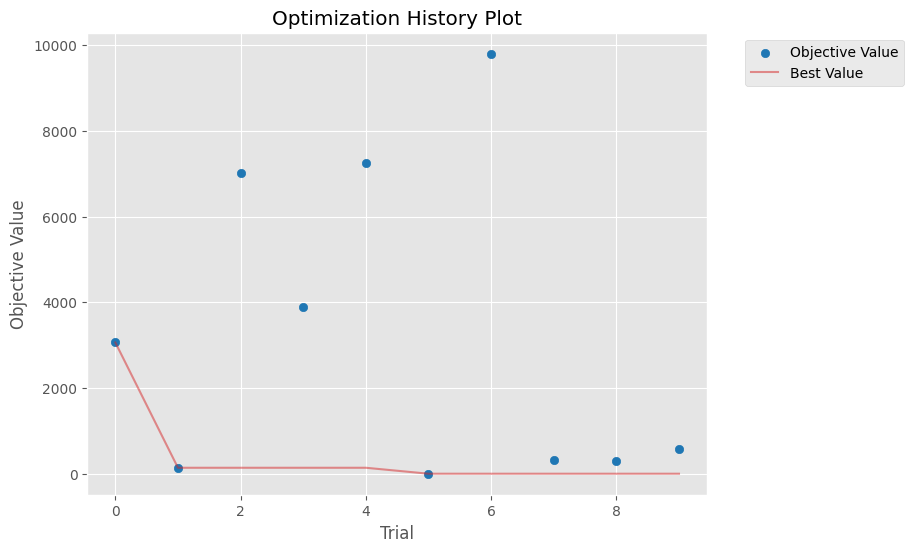 Optimization History Plot
Objective Value
Best Value
Objective Value
10000
8000
6000
4000
2000
0
0 2 4 6 8
Trial